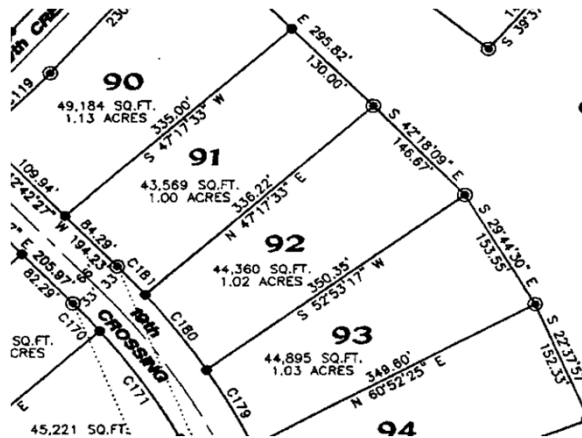 90
49,184 SQ.FT.
1.13 ACRES
E 295.82'
130.00'
335.00'
S 47°17'33" W
91
43,569 SQ.FT.
1.00 ACRES
336.22'
N 47°17'33" E
S 42°18'09" E
146.67'
92
44,360 SQ.FT.
1.02 ACRES
350.35'
S 52°53'17" W
S 29°44'30" E
153.55'
93
44,895 SQ.FT.
1.03 ACRES
349.60'
N 60°52'25" E
152.33'
94
109.94'
W 194.23'
84.29'
33'
C181
C180
C179
E 205.97'
82.29'
33'
C170
C171
19th
CROSSING
SQ.FT.
45,221 SQ.FT.
E